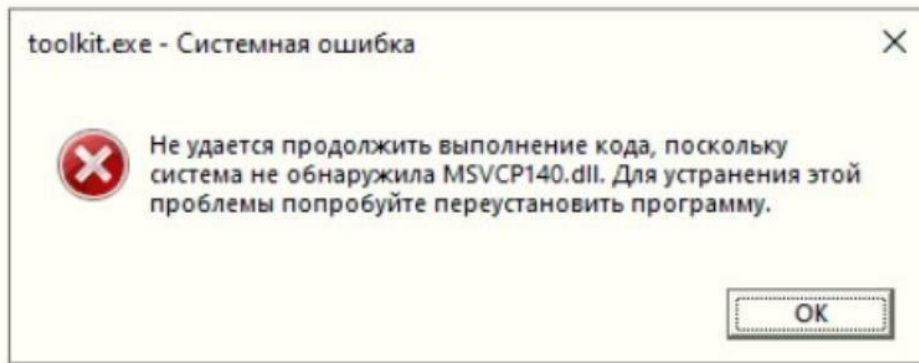 toolkit.exe - Системная ошибка
Не удается продолжить выполнение кода, поскольку
система не обнаружила MSVCP140.dll. Для устранения этой
проблемы попробуйте переустановить программу.
OK